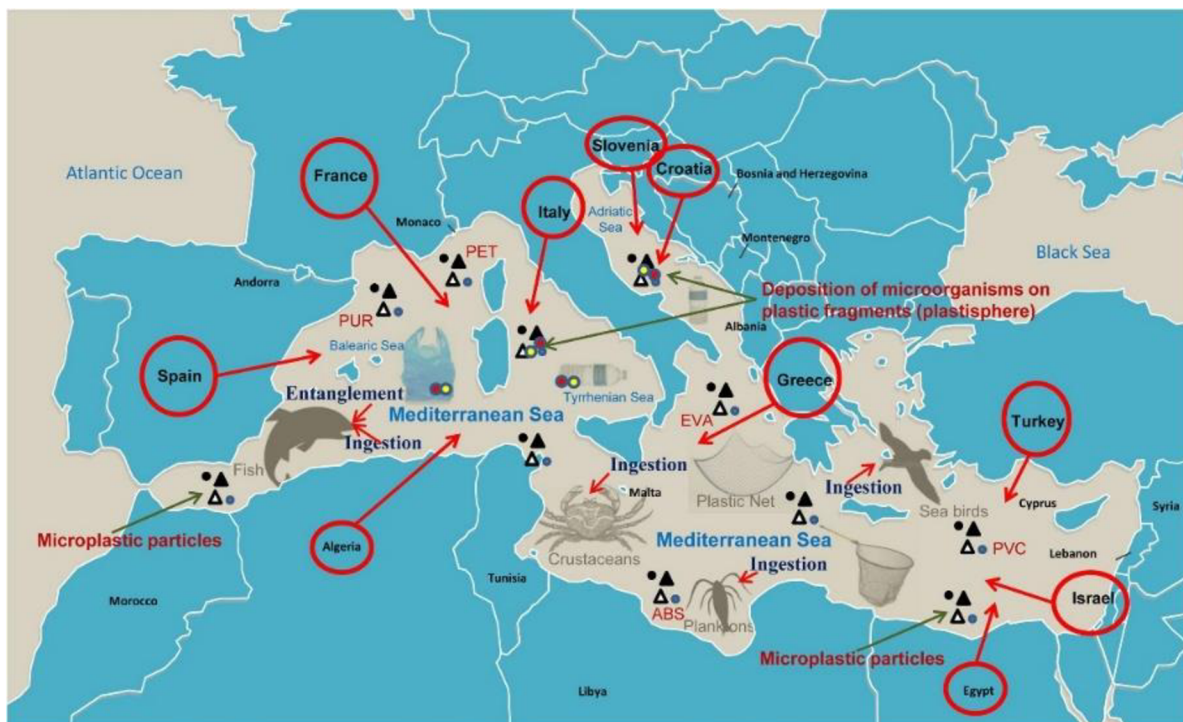 Slovenia
Croatia
Atlantic Ocean
France
Bosnia and Herzegovina
Italy
Adriatic
Sea
Monaco
PET
Montenegro
Black Sea
Andorra
Deposition of microorganisms on
plastic fragments (plastisphere)
PUR
Albania
Balearic Sea
Spain
Greece
Entanglement
Tyrrhenian Sea
Mediterranean Sea
EVA
Turkey
Ingestion
Fish
Ingestion
Malta
Plastic Net
Ingestion
Sea birds
Cyprus
Syria
Microplastic particles
Algeria
Crustaceans
Mediterranean Sea
PVC
Lebanon
Ingestion
Tunisia
Morocco
ABS
Planktons
Israel
Microplastic particles
Libya
Egypt